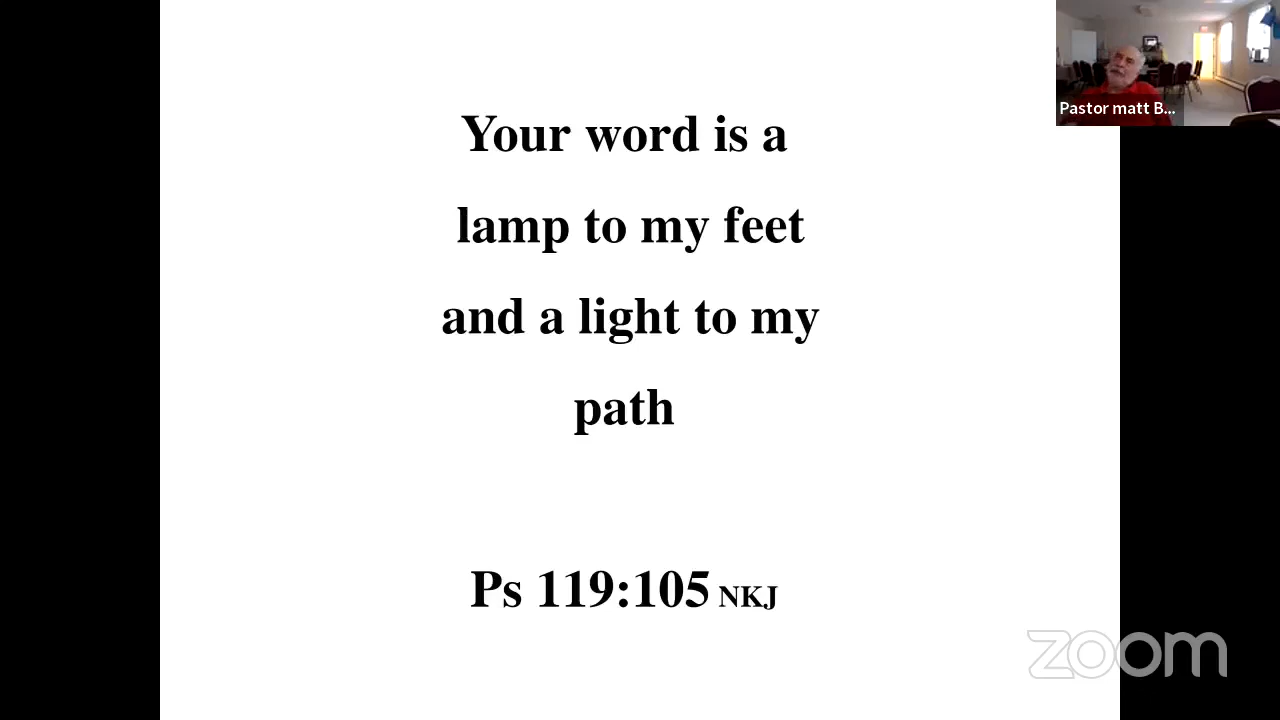 Pastor matt B...
Your word is a
lamp to my feet
and a light to my
path
Ps 119:105 NKJ
zoom